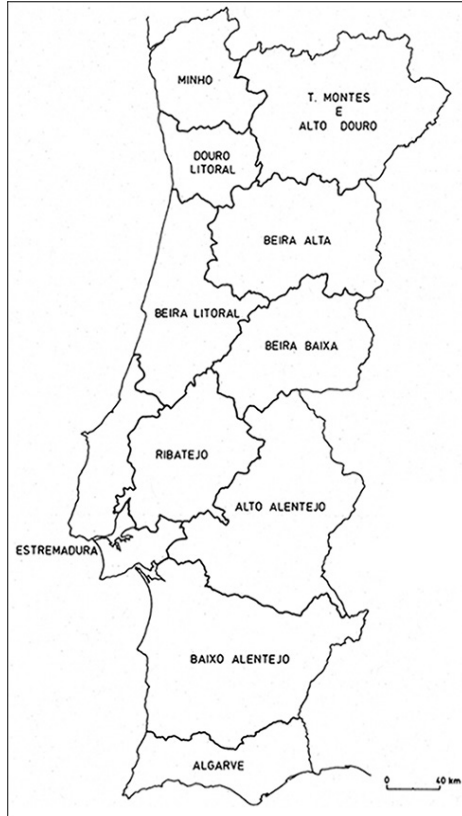 MINHO
T. MONTES
E
ALTO DOURO
DOURO
LITORAL
BEIRA ALTA
BEIRA LITORAL
BEIRA BAIXA
RIBATEJO
ALTO ALENTEJO
ESTREMADURA
BAIXO ALENTEJO
ALGARVE
0 40 km